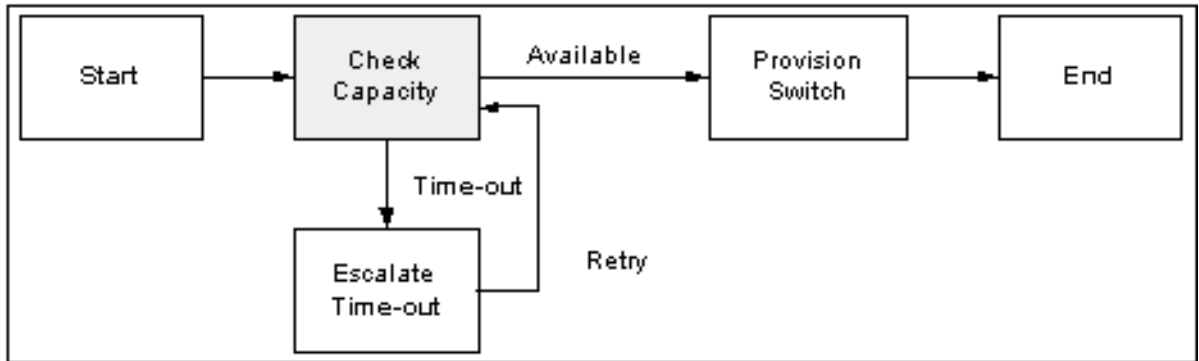 Start
Check
Capacity
Available
Provision
Switch
End
Time-out
Escalate
Time-out
Retry